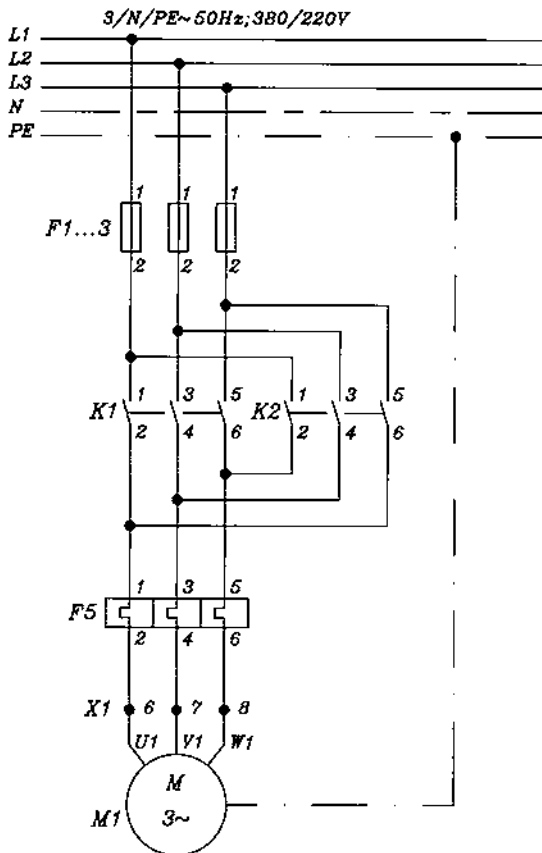 3/N/PE~50Hz;380/220V
L1
L2
L3
N
PE
1 1 1
F1...3
2 2 2
1 3 5 1 3 5
K1 K2
2 4 6 2 4 6
1 3 5
F5
2 4 6
X1 6 7 8
U1 V1 W1
M
M1 3~